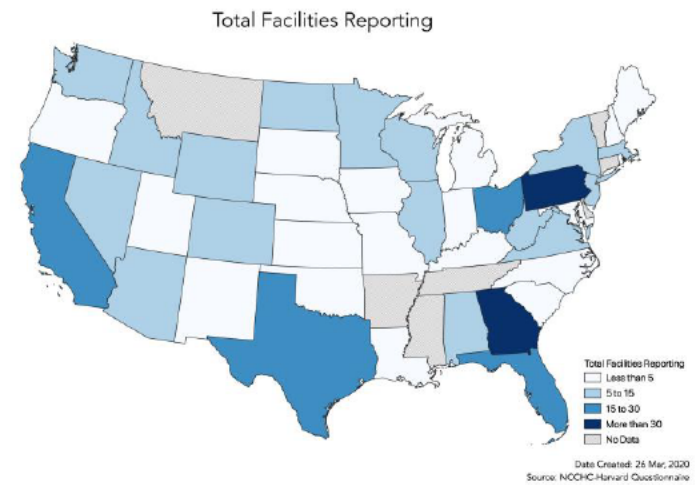 Total Facilities Reporting
Total Facilities Reporting
Less than 5
5 to 15
15 to 30
More than 30
No Data
Date Created: 26 Mar, 2020
Source: NCCHC-Harvard Questionnaire